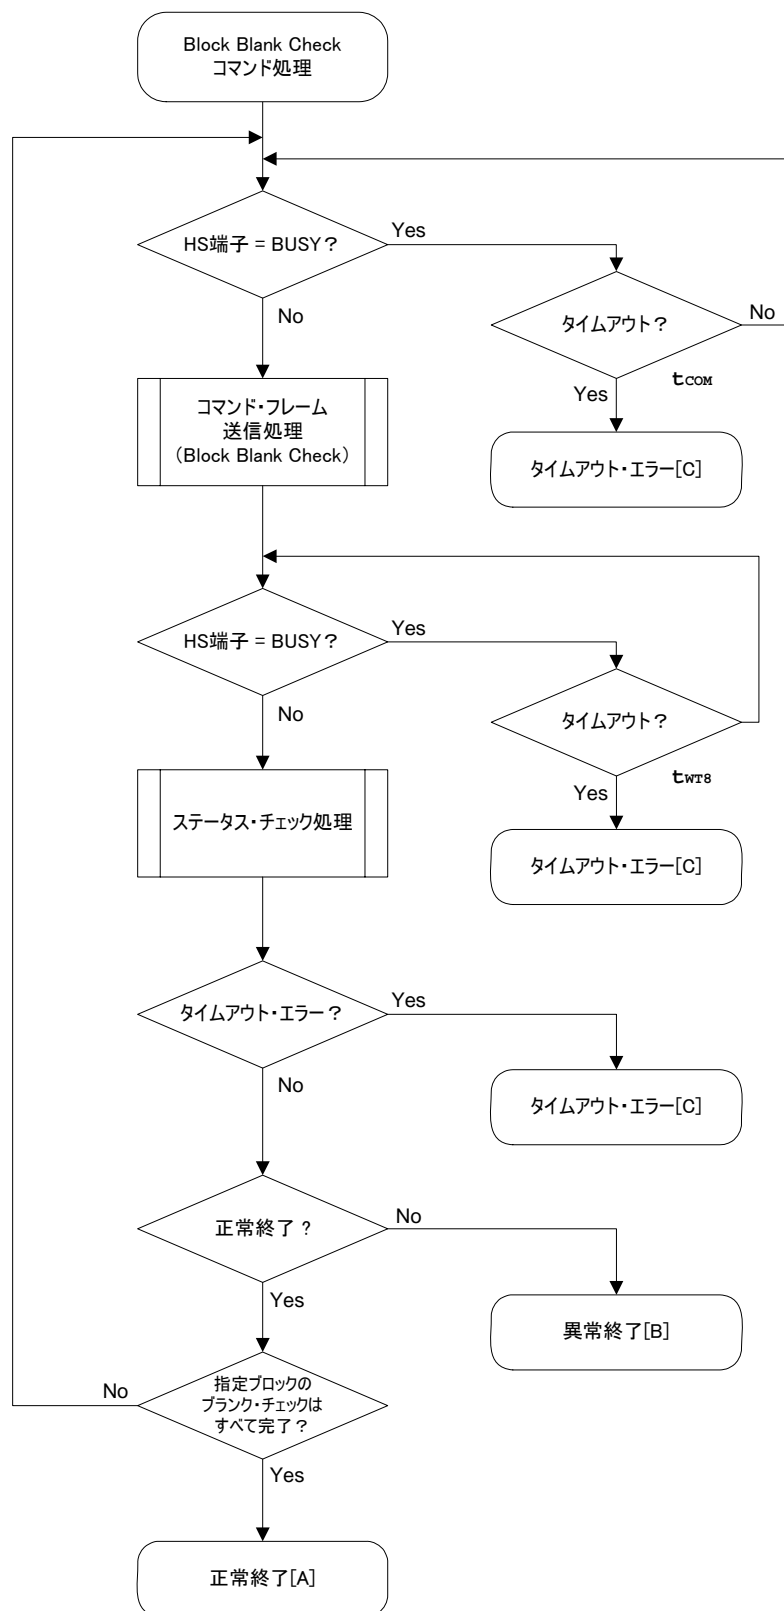 Block Blank Check
コマンド処理
HS端子 = BUSY？
Yes
No
タイムアウト？
No
tCOM
Yes
コマンド・フレーム
送信処理
（Block Blank Check）
タイムアウト・エラー[C]
HS端子 = BUSY？
Yes
No
タイムアウト？
tWT8
Yes
ステータス・チェック処理
タイムアウト・エラー[C]
タイムアウト・エラー？
Yes
No
タイムアウト・エラー[C]
正常終了？
No
Yes
異常終了[B]
指定ブロックの
ブランク・チェックは
すべて完了？
No
Yes
正常終了[A]